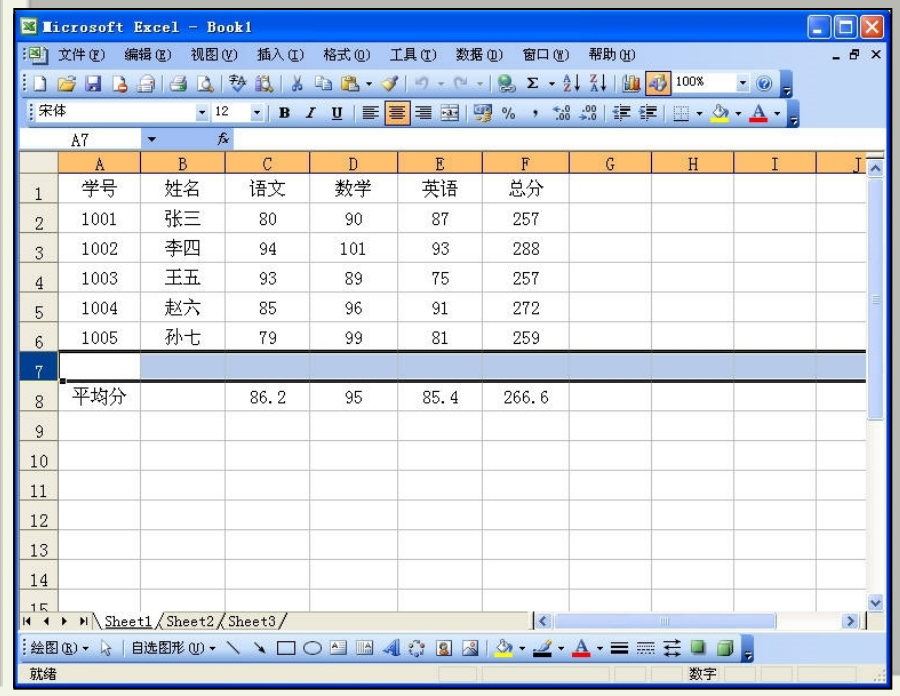 Microsoft Excel - Book1
文件(F) 编辑(E) 视图(V) 插入(I) 格式(O) 工具(T) 数据(D) 窗口(W) 帮助(H)
100%
宋体 12 B I U % ,
A7 fx
A B C D E F G H I J
1 学号 姓名 语文 数学 英语 总分
2 1001 张三 80 90 87 257
3 1002 李四 94 101 93 288
4 1003 王五 93 89 75 257
5 1004 赵六 85 96 91 272
6 1005 孙七 79 99 81 259
7
8 平均分 86.2 95 85.4 266.6
9
10
11
12
13
14
15
Sheet1 Sheet2 Sheet3
绘图(R) 自选图形(U)
就绪 数字